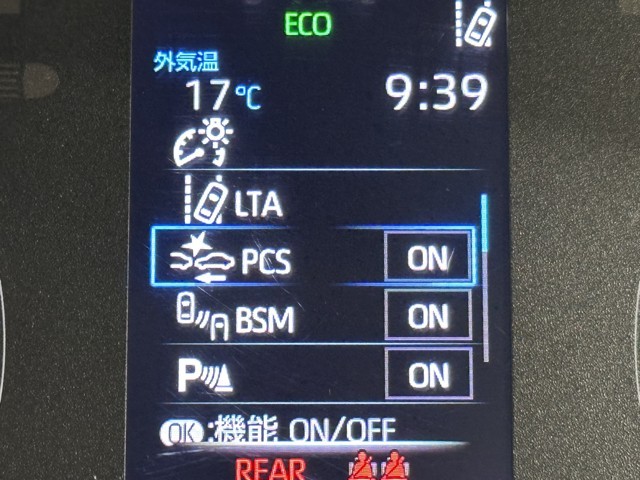 ECO
外気温
17℃ 9:39
LTA
PCS ON
BSM ON
P ON
OK:機能 ON/OFF
REAR